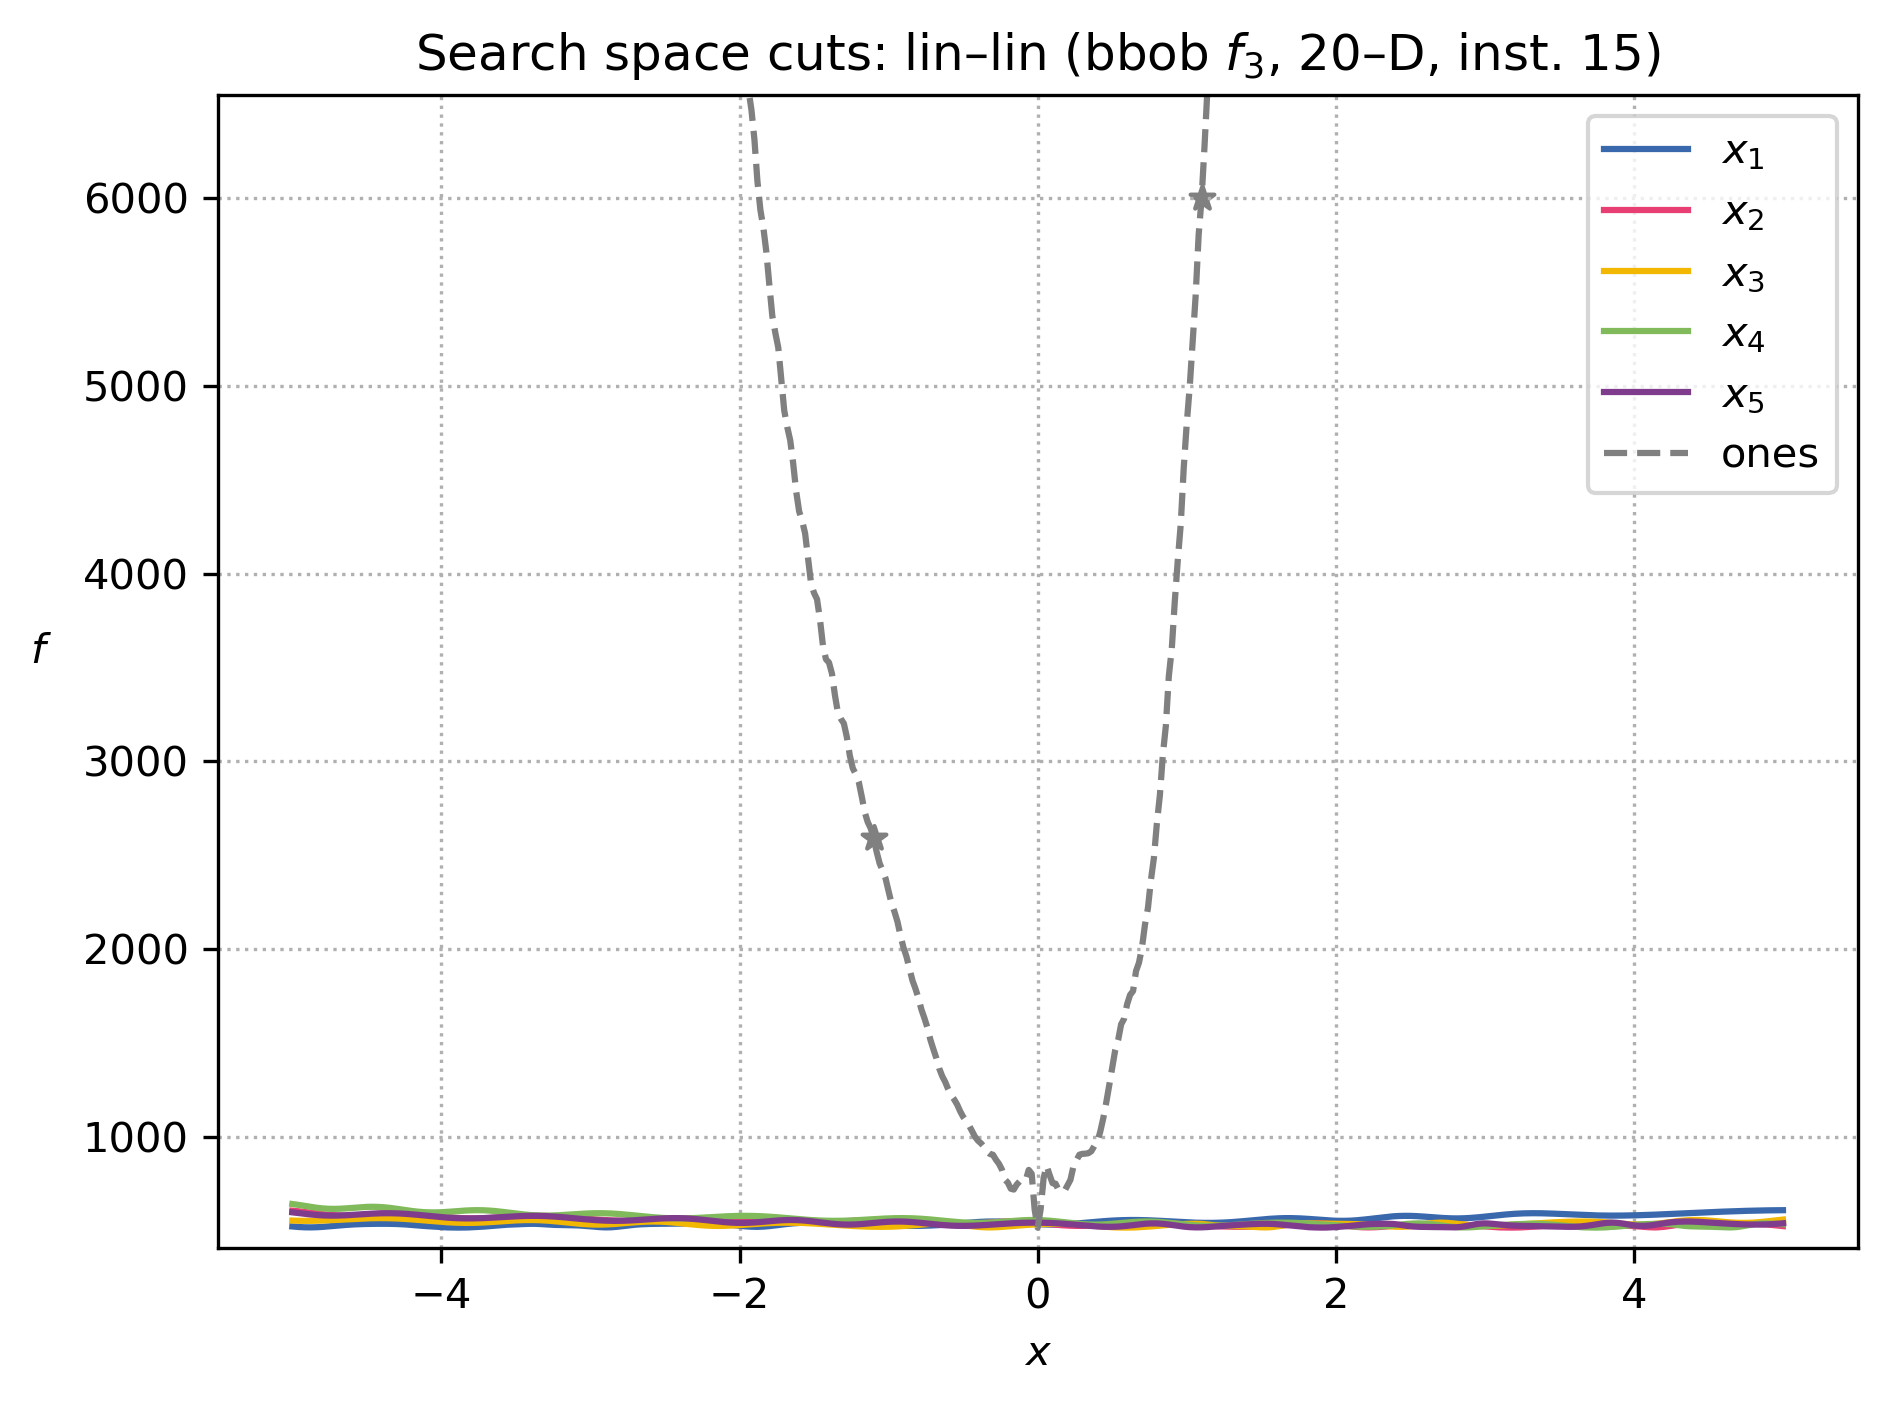 Search space cuts: lin–lin (bbob f₃, 20–D, inst. 15)
6000
5000
4000
3000
2000
1000
f
−4
−2
0
2
4
x
x₁
x₂
x₃
x₄
x₅
ones